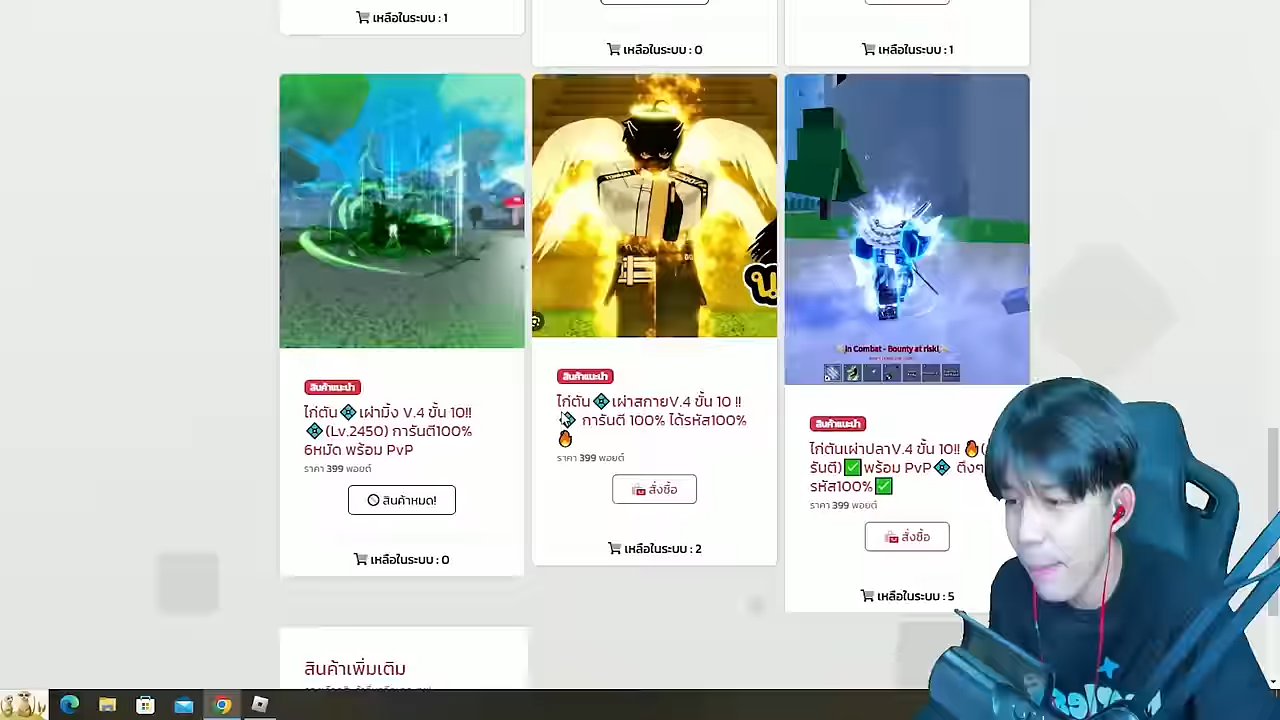 เหลือในระบบ : 1
เหลือในระบบ : 0
เหลือในระบบ : 1
สินค้าแนะนำ
ไก่ตัน💠เผ่ามิ้ง V.4 ขั้น 10!!
💠(Lv.2450) การันตี100%
6หมัด พร้อม PvP
ราคา 399 พอยต์
สินค้าหมด!
เหลือในระบบ : 0
น
สินค้าแนะนำ
ไก่ตัน💠เผ่าสกายV.4 ขั้น 10 !!
การันตี 100% ได้รหัส100%
🔥
ราคา 399 พอยต์
สั่งซื้อ
เหลือในระบบ : 2
In Combat - Bounty at risk!
สินค้าแนะนำ
ไก่ตันเผ่าปลาV.4 ขั้น 10!! 🔥(
รันตี)✅พร้อม PvP💠 ตึงๆ
รหัส100%✅
ราคา 399 พอยต์
สั่งซื้อ
เหลือในระบบ : 5
สินค้าเพิ่มเติม